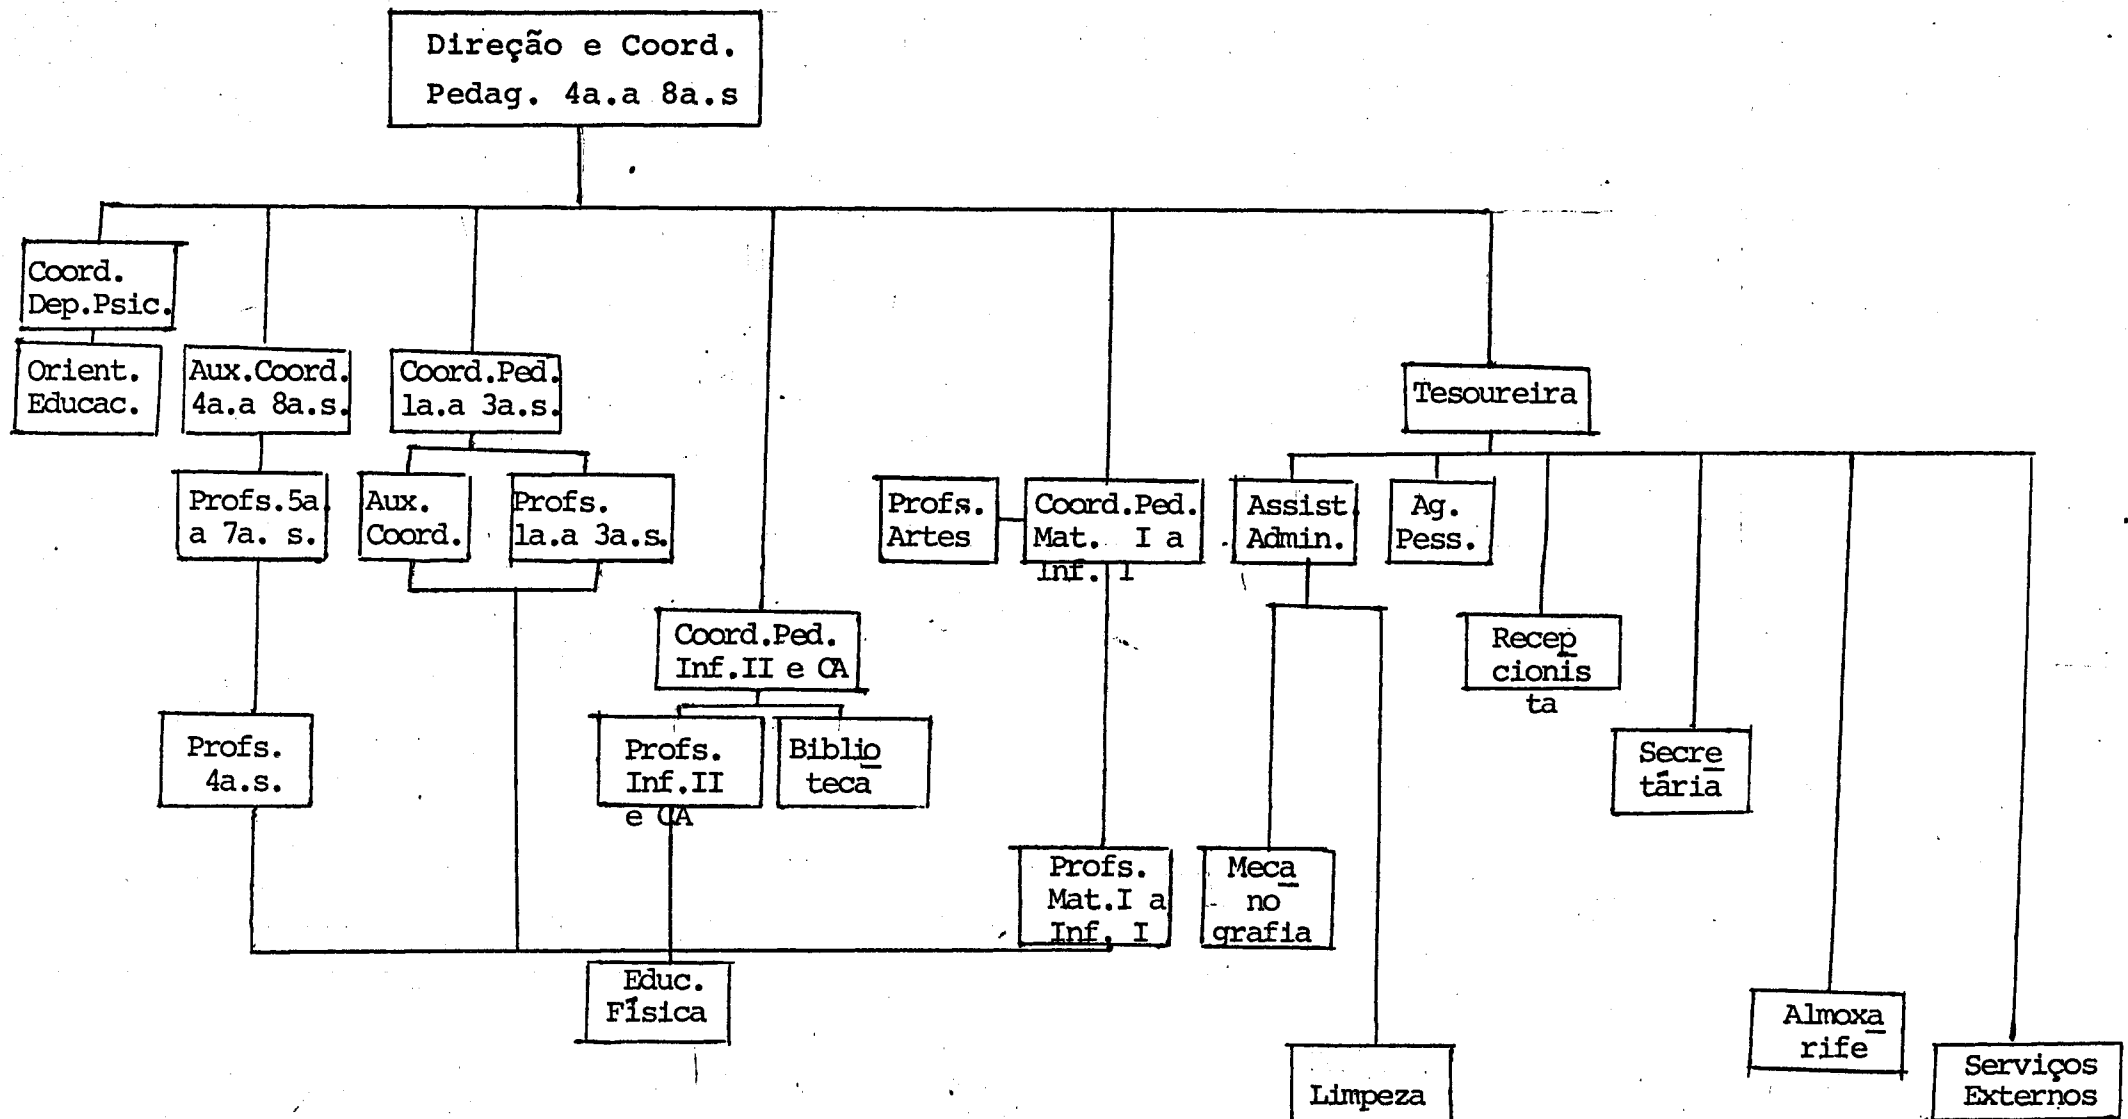 Direção e Coord.
Pedag. 4a.a 8a.s
Coord.
Dep.Psic.
Orient.
Educac.
Aux.Coord.
4a.a 8a.s.
Coord.Ped.
1a.a 3a.s.
Tesoureira
Profs.5a.
a 7a. s.
Aux.
Coord.
Profs.
1a.a 3a.s.
Profs.
Artes
Coord.Ped.
Mat. I a
Inf. I
Assist.
Admin.
Ag.
Pess.
Coord.Ped.
Inf.II e CA
Recep
cionis
ta
Profs.
4a.s.
Profs.
Inf.II
e CA
Biblio
teca
Secre
tária
Profs.
Mat.I a
Inf. I
Meca
no
grafia
Educ.
Física
Almoxa
rife
Limpeza
Serviços
Externos